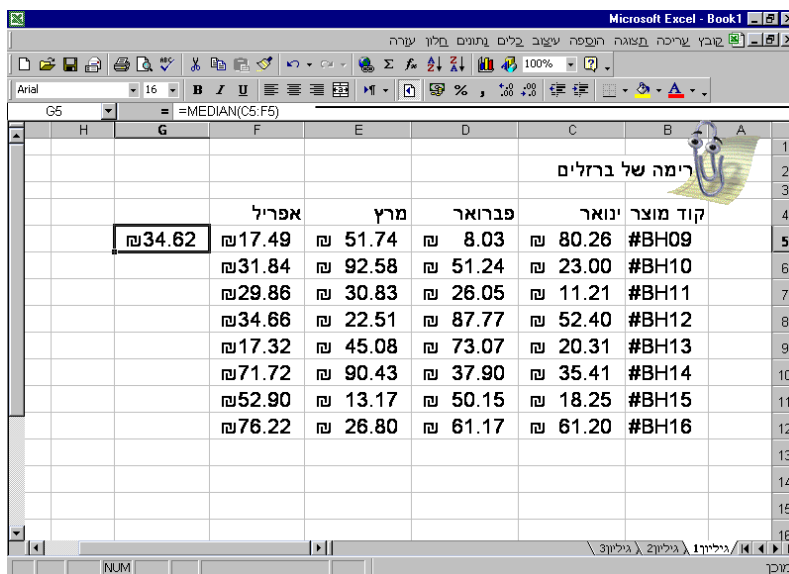 Microsoft Excel - Book1
קובץ עריכה תצוגה הוספה עיצוב כלים נתונים חלון עזרה
100%
Arial 16 B I U % ,
G5 = =MEDIAN(C5:F5)
H G F E D C B A
1
רימה של ברזלים 2
3
קוד מוצר ינואר פברואר מרץ אפריל 4
#BH09 ₪ 80.26 ₪ 8.03 ₪ 51.74 ₪17.49 ₪34.62 5
#BH10 ₪ 23.00 ₪ 51.24 ₪ 92.58 ₪31.84 6
#BH11 ₪ 11.21 ₪ 26.05 ₪ 30.83 ₪29.86 7
#BH12 ₪ 52.40 ₪ 87.77 ₪ 22.51 ₪34.66 8
#BH13 ₪ 20.31 ₪ 73.07 ₪ 45.08 ₪17.32 9
#BH14 ₪ 35.41 ₪ 37.90 ₪ 90.43 ₪71.72 10
#BH15 ₪ 18.25 ₪ 50.15 ₪ 13.17 ₪52.90 11
#BH16 ₪ 61.20 ₪ 61.17 ₪ 26.80 ₪76.22 12
13
14
15
16
גיליון1 גיליון2 גיליון3
מוכן NUM